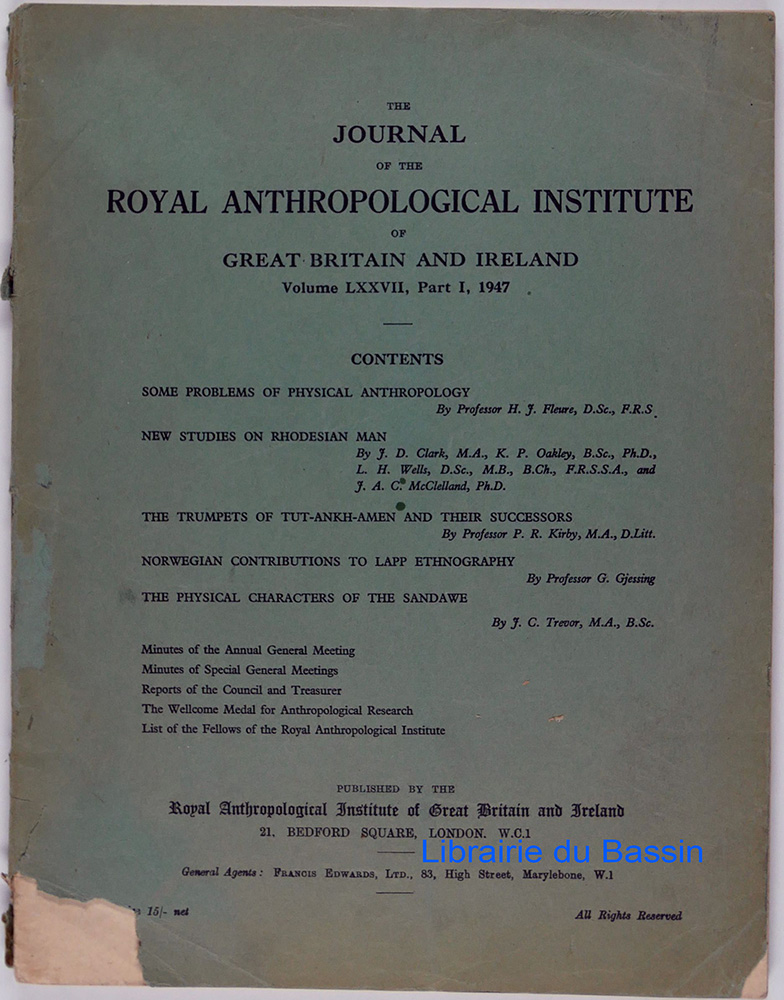 THE
JOURNAL
OF THE
ROYAL ANTHROPOLOGICAL INSTITUTE
OF
GREAT BRITAIN AND IRELAND
Volume LXXVII, Part I, 1947
CONTENTS
SOME PROBLEMS OF PHYSICAL ANTHROPOLOGY
By Professor H. J. Fleure, D.Sc., F.R.S.
NEW STUDIES ON RHODESIAN MAN
By J. D. Clark, M.A., K. P. Oakley, B.Sc., Ph.D.,
L. H. Wells, D.Sc., M.B., B.Ch., F.R.S.S.A., and
J. A. C. McClelland, Ph.D.
THE TRUMPETS OF TUT-ANKH-AMEN AND THEIR SUCCESSORS
By Professor P. R. Kirby, M.A., D.Litt.
NORWEGIAN CONTRIBUTIONS TO LAPP ETHNOGRAPHY
By Professor G. Gjessing
THE PHYSICAL CHARACTERS OF THE SANDAWE
By J. C. Trevor, M.A., B.Sc.
Minutes of the Annual General Meeting
Minutes of Special General Meetings
Reports of the Council and Treasurer
The Wellcome Medal for Anthropological Research
List of the Fellows of the Royal Anthropological Institute
PUBLISHED BY THE
Royal Anthropological Institute of Great Britain and Ireland
21, BEDFORD SQUARE, LONDON. W.C.1
Librairie du Bassin
General Agents: FRANCIS EDWARDS, LTD., 83, High Street, Marylebone, W.1
15/- net
All Rights Reserved